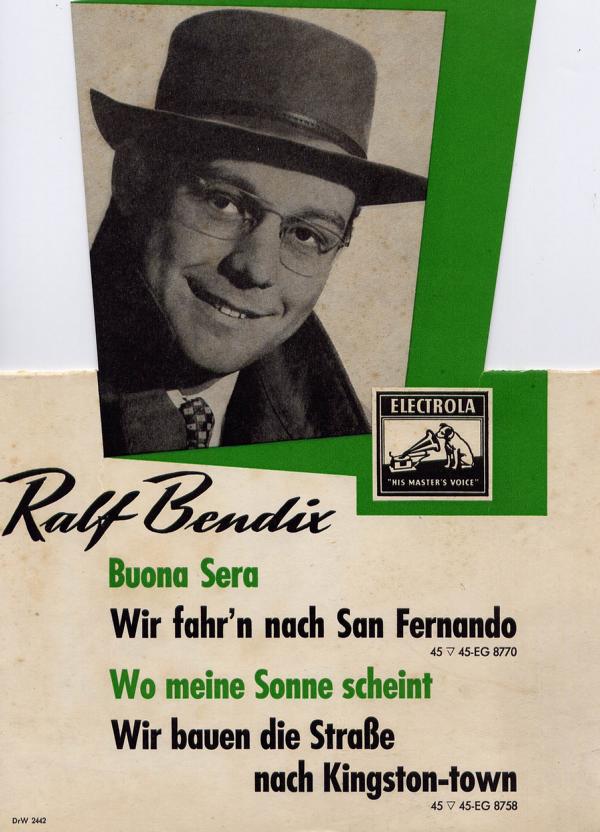 ELECTROLA
"HIS MASTER'S VOICE"
Ralf Bendix
Buona Sera
Wir fahr'n nach San Fernando
45 ▽ 45-EG 8770
Wo meine Sonne scheint
Wir bauen die Straße
nach Kingston-town
45 ▽ 45-EG 8758
DrW 2442